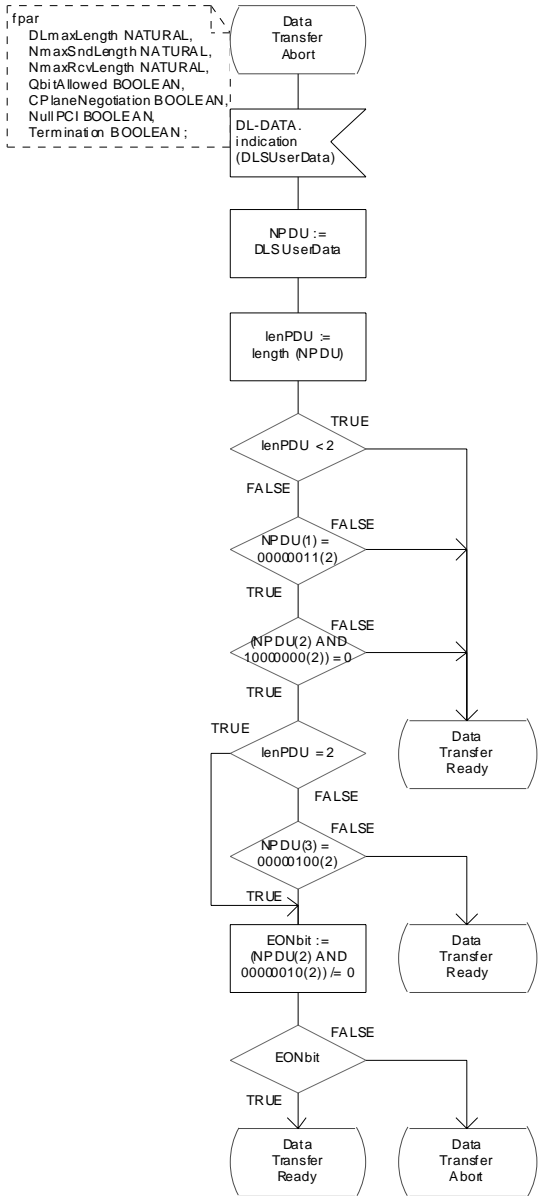 fpar
DLmaxLength NATURAL,
NmaxSndLength NATURAL,
NmaxRcvLength NATURAL,
QbitAllowed BOOLEAN,
CPlaneNegotiation BOOLEAN,
NullPCI BOOLEAN,
Termination BOOLEAN ;
Data
Transfer
Abort
DL-DATA.
indication
(DLSUserData)
NPDU :=
DLSUserData
lenPDU :=
length (NPDU)
TRUE
lenPDU < 2
FALSE
FALSE
NPDU(1) =
00000011(2)
TRUE
FALSE
(NPDU(2) AND
10000000(2)) = 0
TRUE
TRUE
lenPDU = 2
Data
Transfer
Ready
FALSE
FALSE
NPDU(3) =
00000100(2)
TRUE
EONbit :=
(NPDU(2) AND
00000010(2)) /= 0
Data
Transfer
Ready
FALSE
EONbit
TRUE
Data
Transfer
Ready
Data
Transfer
Abort